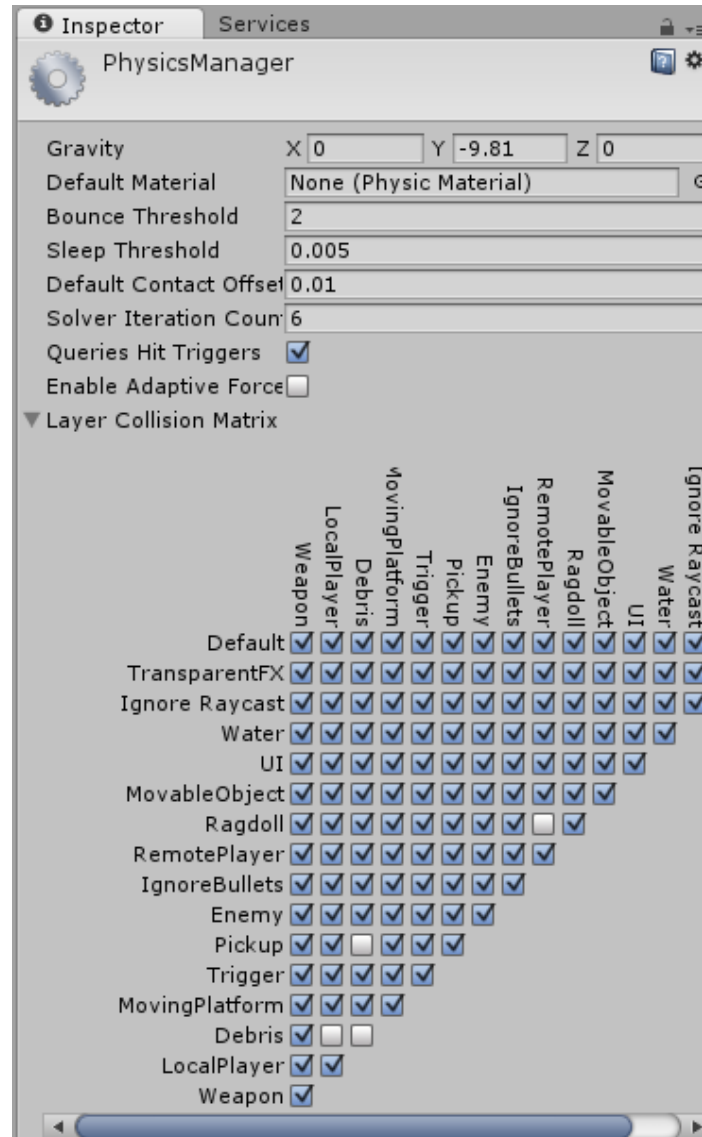 Inspector Services
PhysicsManager
Gravity X 0 Y -9.81 Z 0
Default Material None (Physic Material)
Bounce Threshold 2
Sleep Threshold 0.005
Default Contact Offset 0.01
Solver Iteration Coun 6
Queries Hit Triggers
Enable Adaptive Force
Layer Collision Matrix
Weapon
LocalPlayer
Debris
MovingPlatform
Trigger
Pickup
Enemy
IgnoreBullets
RemotePlayer
Ragdoll
MovableObject
UI
Water
Ignore Raycast
Default
TransparentFX
Ignore Raycast
Water
UI
MovableObject
Ragdoll
RemotePlayer
IgnoreBullets
Enemy
Pickup
Trigger
MovingPlatform
Debris
LocalPlayer
Weapon